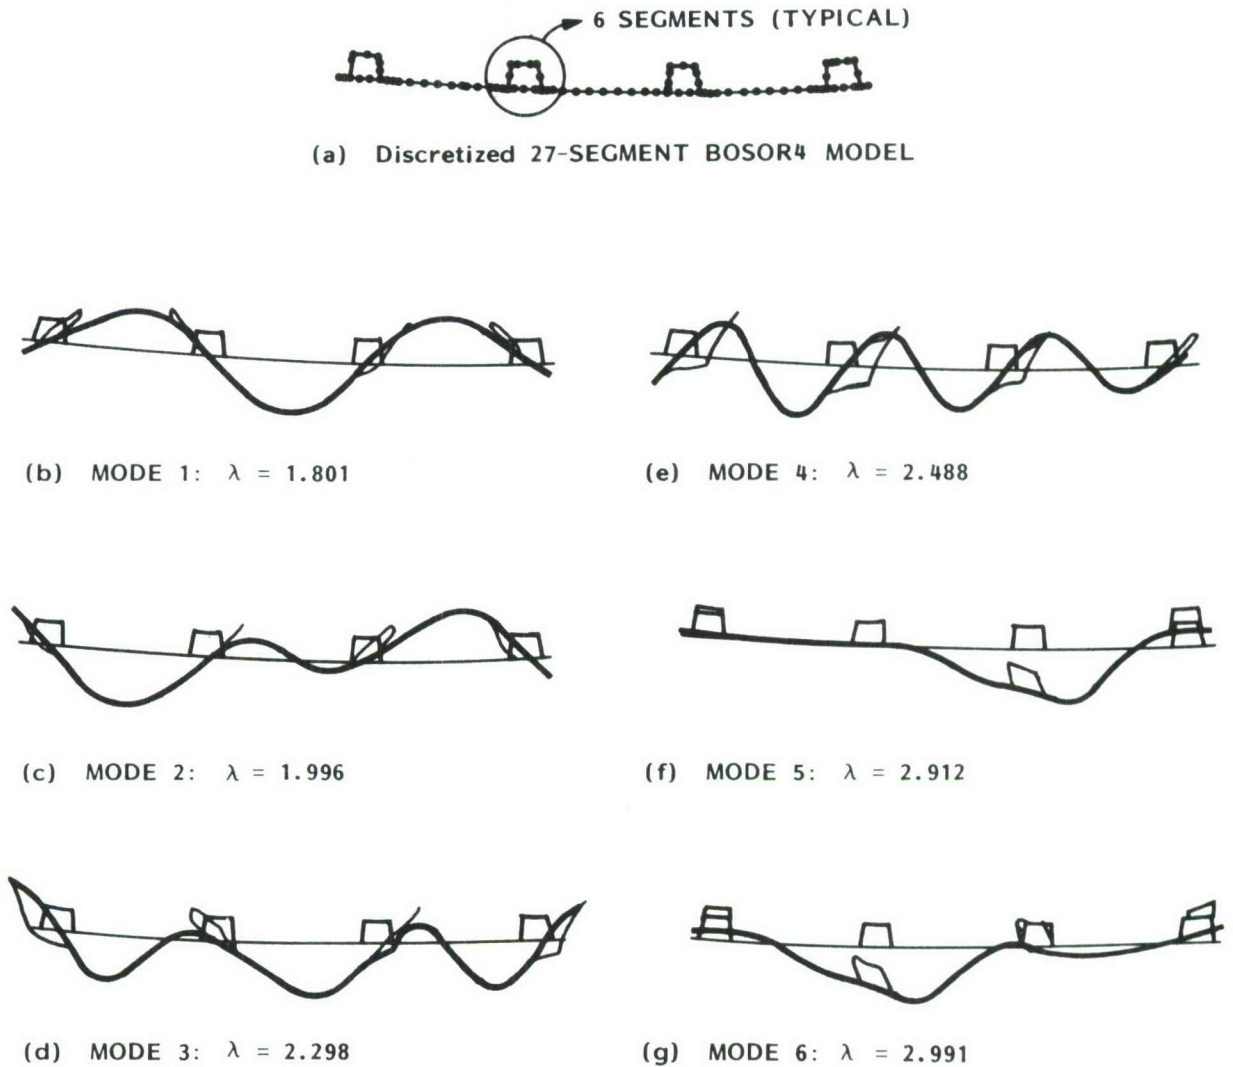 6 SEGMENTS (TYPICAL)
(a) Discretized 27-SEGMENT BOSOR4 MODEL
(b) MODE 1: λ = 1.801
(e) MODE 4: λ = 2.488
(c) MODE 2: λ = 1.996
(f) MODE 5: λ = 2.912
(d) MODE 3: λ = 2.298
(g) MODE 6: λ = 2.991